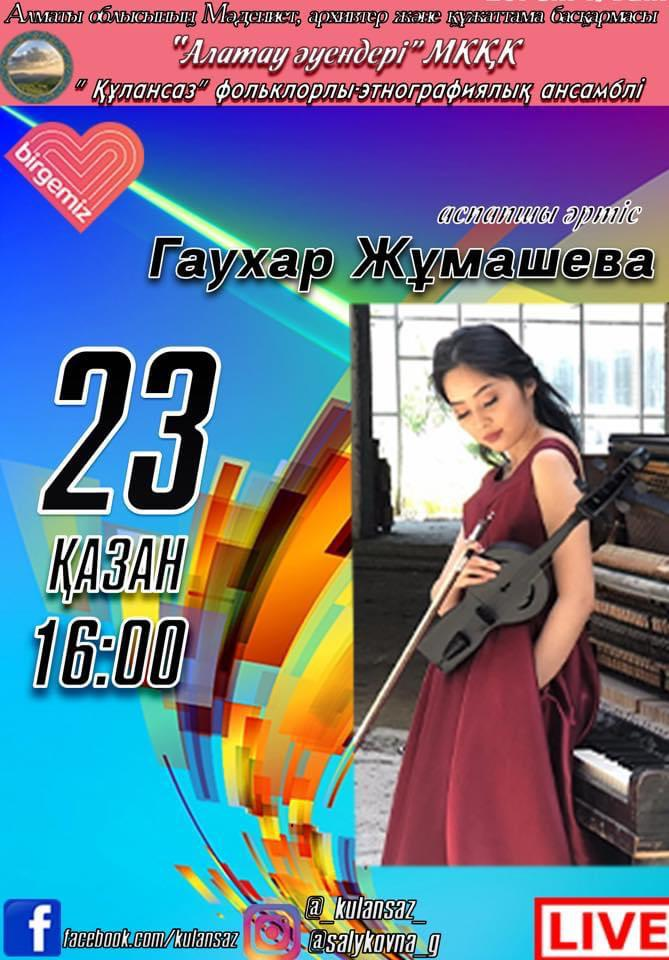 Алматы облысының Мәдениет, архивтер және құжаттама басқармасы
"Алатау әуендері" МКҚК
" Құлансаз" фольклорлы-этнографиялық ансамблі
birgemiz
аспапшы әртіс
Гаухар Жұмашева
23
ҚАЗАН
16:00
facebook.com/kulansaz
@_kulansaz_
@salykovna_g
LIVE